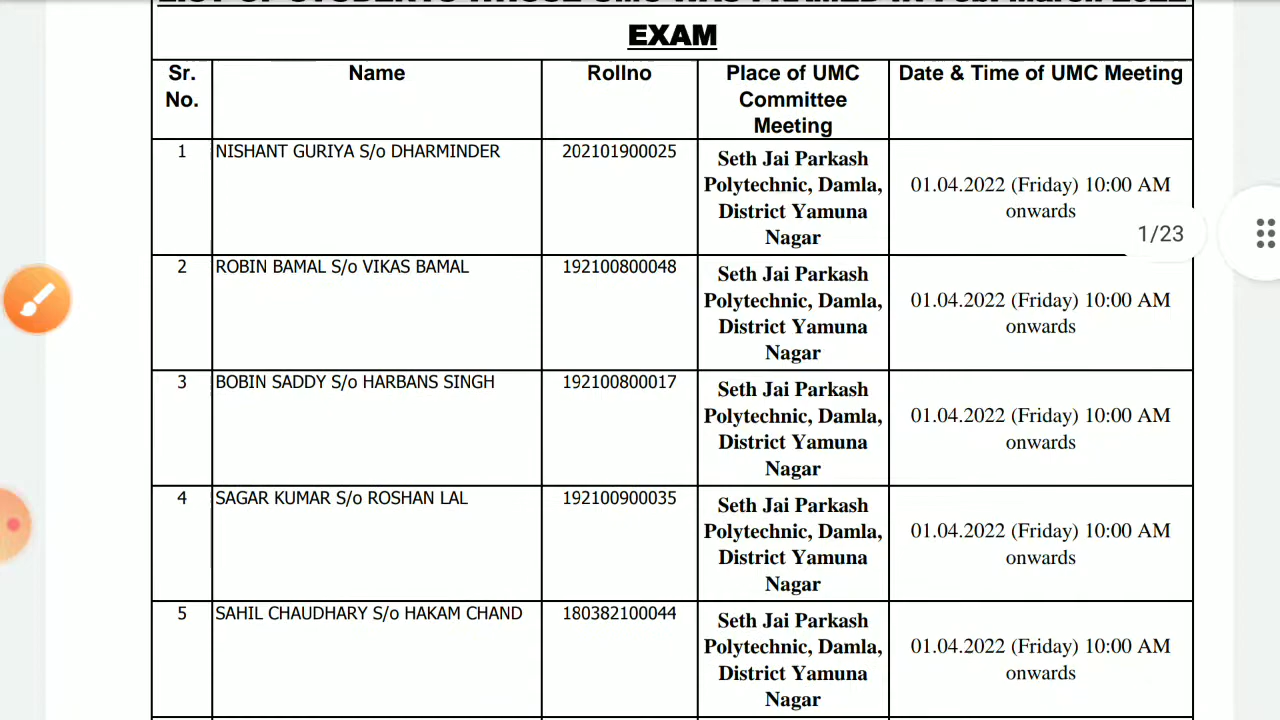 EXAM
Sr.
No.
Name
Rollno
Place of UMC
Committee
Meeting
Date & Time of UMC Meeting
1
NISHANT GURIYA S/o DHARMINDER
202101900025
Seth Jai Parkash
Polytechnic, Damla,
District Yamuna
Nagar
01.04.2022 (Friday) 10:00 AM
onwards
1/23
2
ROBIN BAMAL S/o VIKAS BAMAL
192100800048
Seth Jai Parkash
Polytechnic, Damla,
District Yamuna
Nagar
01.04.2022 (Friday) 10:00 AM
onwards
3
BOBIN SADDY S/o HARBANS SINGH
192100800017
Seth Jai Parkash
Polytechnic, Damla,
District Yamuna
Nagar
01.04.2022 (Friday) 10:00 AM
onwards
4
SAGAR KUMAR S/o ROSHAN LAL
192100900035
Seth Jai Parkash
Polytechnic, Damla,
District Yamuna
Nagar
01.04.2022 (Friday) 10:00 AM
onwards
5
SAHIL CHAUDHARY S/o HAKAM CHAND
180382100044
Seth Jai Parkash
Polytechnic, Damla,
District Yamuna
Nagar
01.04.2022 (Friday) 10:00 AM
onwards